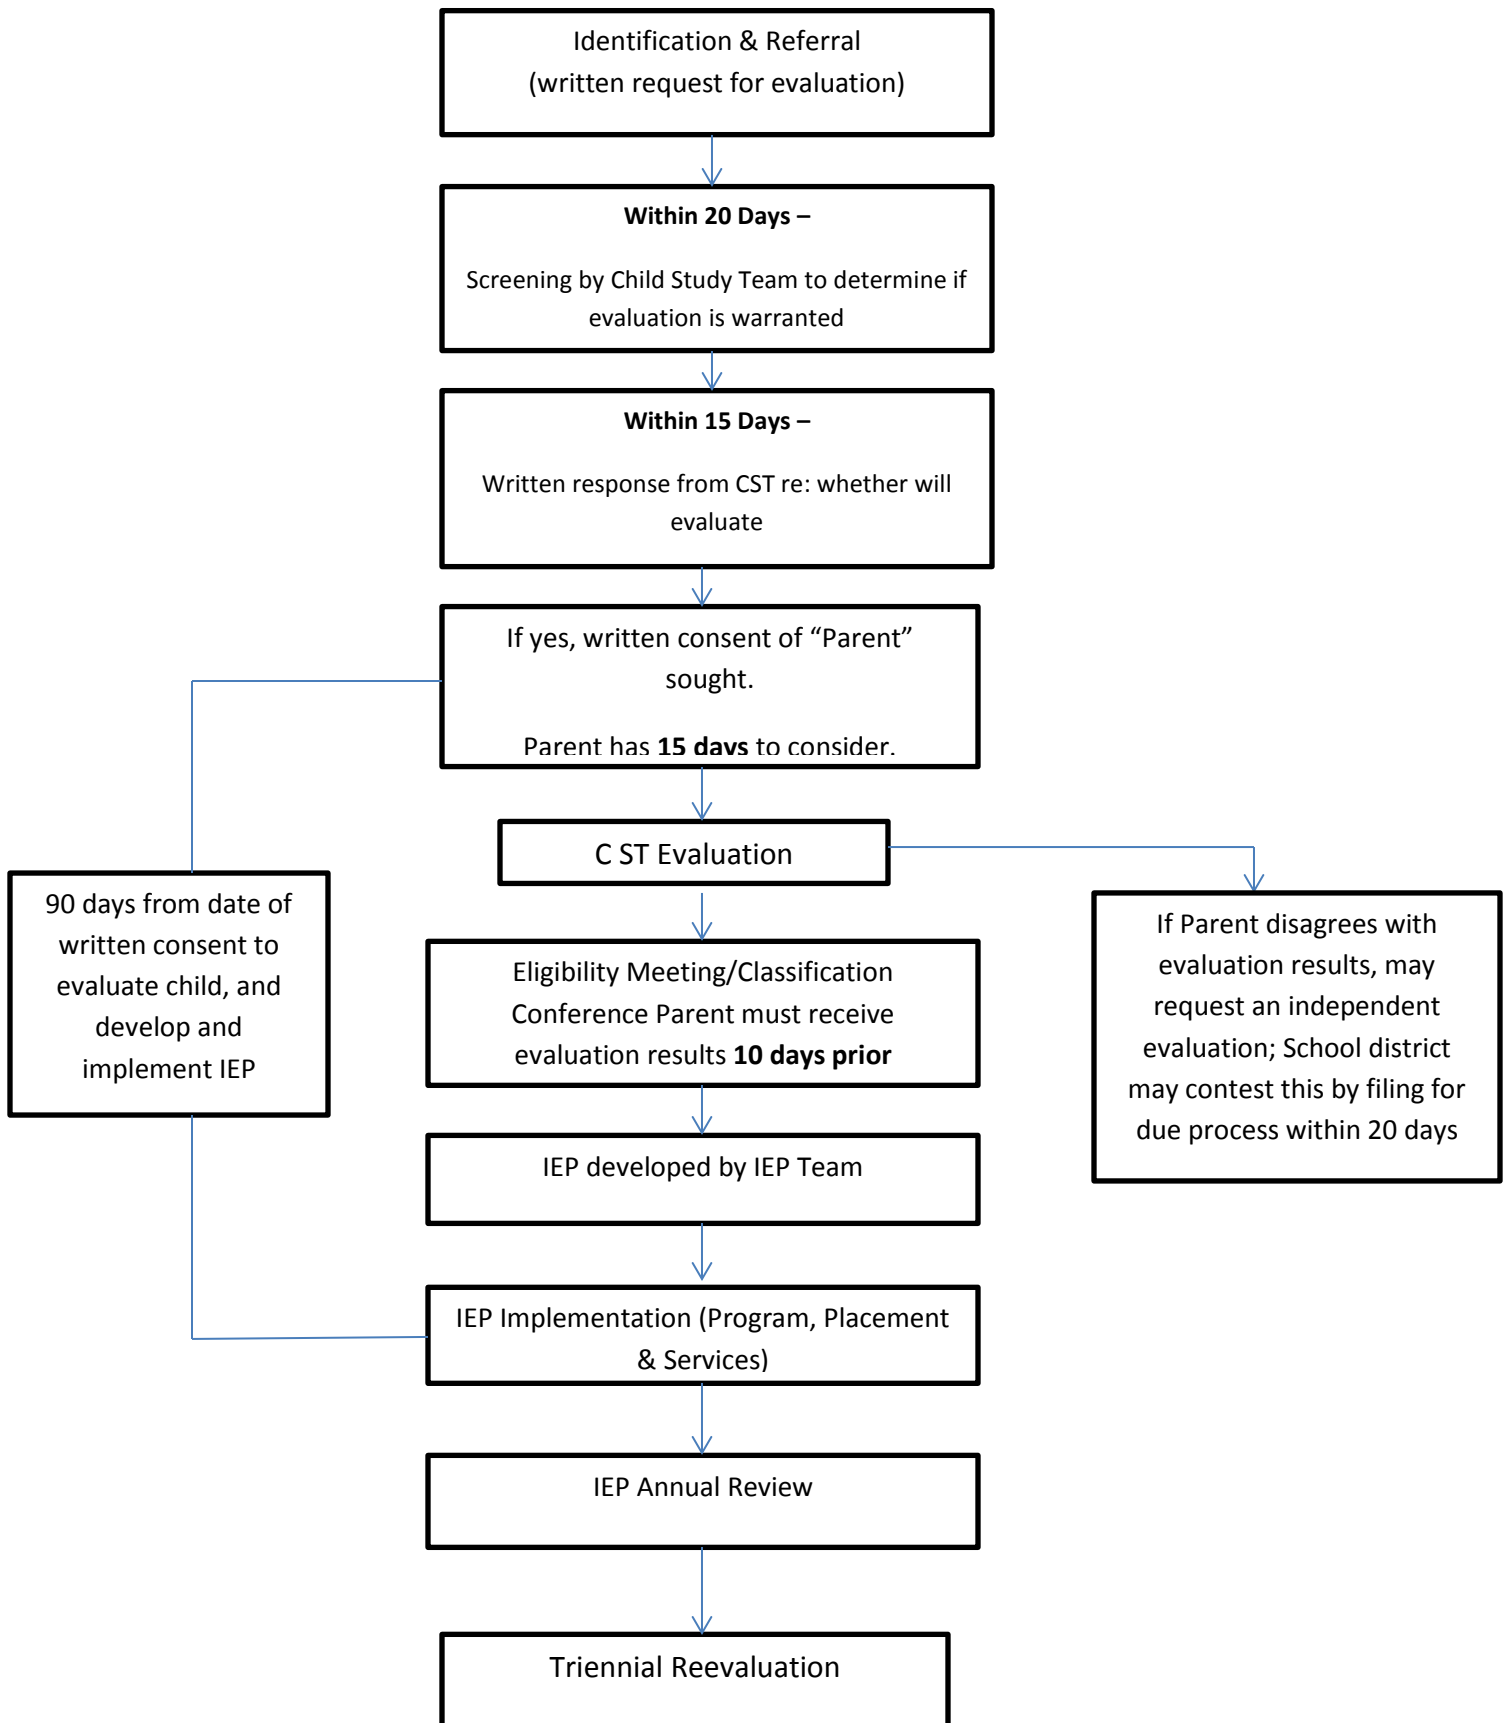 Identification & Referral
(written request for evaluation)
Within 20 Days –
Screening by Child Study Team to determine if
evaluation is warranted
Within 15 Days –
Written response from CST re: whether will
evaluate
If yes, written consent of “Parent”
sought.
Parent has 15 days to consider.
C ST Evaluation
90 days from date of
written consent to
evaluate child, and
develop and
implement IEP
If Parent disagrees with
evaluation results, may
request an independent
evaluation; School district
may contest this by filing for
due process within 20 days
Eligibility Meeting/Classification
Conference Parent must receive
evaluation results 10 days prior
IEP developed by IEP Team
IEP Implementation (Program, Placement
& Services)
IEP Annual Review
Triennial Reevaluation